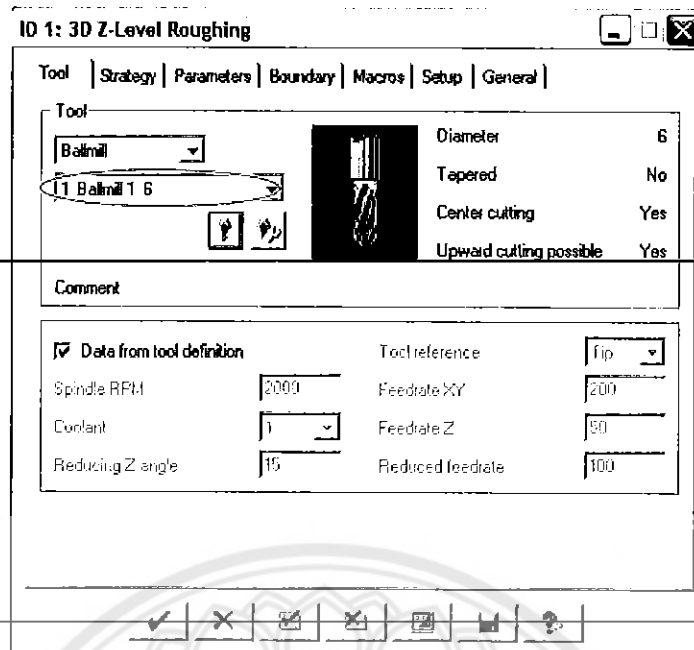 ID 1: 3D Z-Level Roughing
Tool Strategy Parameters Boundary Macros Setup General
Tool
Ballmill
1 Ballmill 1 6
Diameter 6
Tapered No
Center cutting Yes
Upward cutting possible Yes
Comment
Data from tool definition
Tool reference Tip
Spindle RPM 2000
Feedrate XY 200
Coolant 1
Feedrate Z 50
Reducing Z angle 15
Reduced feedrate 100